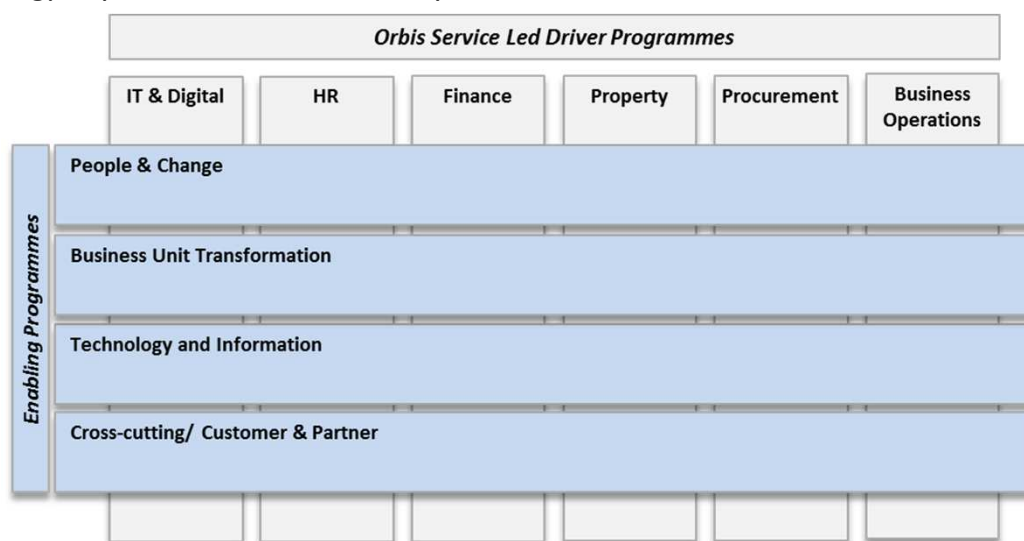 Orbis Service Led Driver Programmes
IT & Digital
HR
Finance
Property
Procurement
Business
Operations
Enabling Programmes
People & Change
Business Unit Transformation
Technology and Information
Cross-cutting/ Customer & Partner